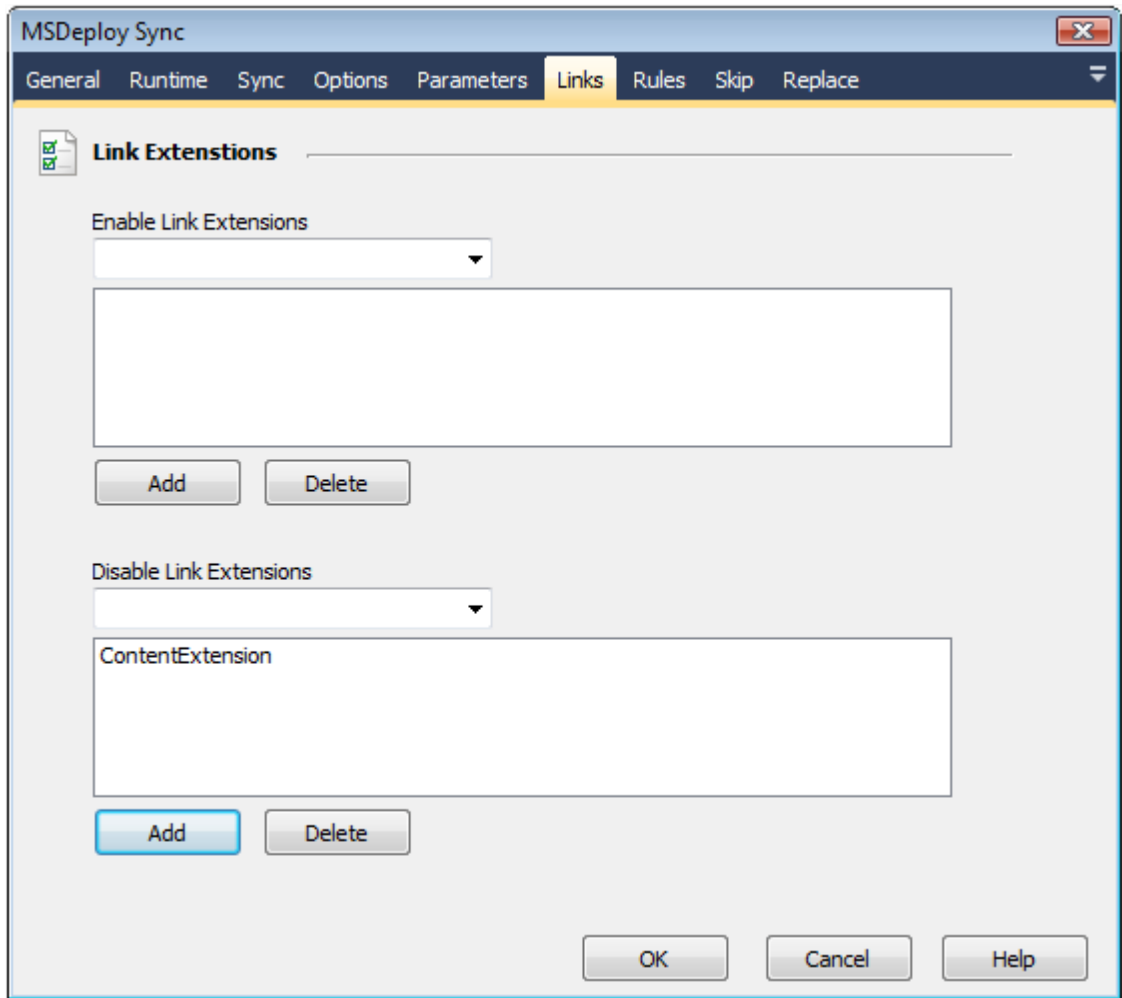 MSDeploy Sync
General Runtime Sync Options Parameters Links Rules Skip Replace
Link Extenstions
Enable Link Extensions
Add Delete
Disable Link Extensions
ContentExtension
Add Delete
OK Cancel Help